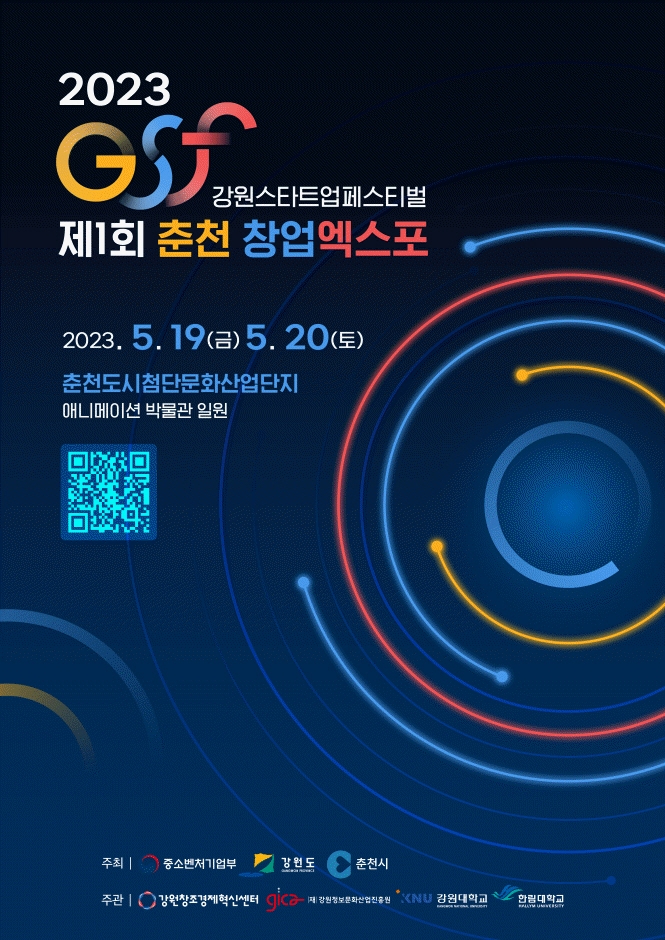 2023
GSF
강원스타트업페스티벌
제1회 춘천 창업엑스포
2023. 5. 19(금) 5. 20(토)
춘천도시첨단문화산업단지
애니메이션 박물관 일원
주최 | 중소벤처기업부 강원도 춘천시
주관 | 강원창조경제혁신센터 gica (재)강원정보문화산업진흥원 KNU 강원대학교 한림대학교
HALLYM UNIVERSITY